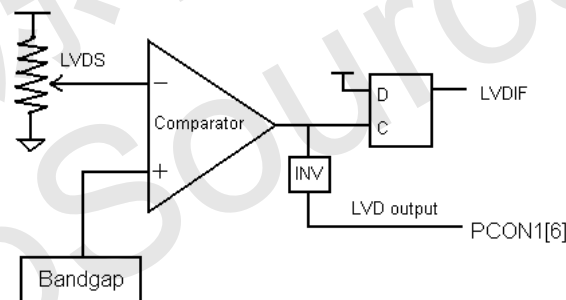 LVDS
−
Comparator
+
Bandgap
D
C
LVDIF
INV
LVD output
PCON1[6]